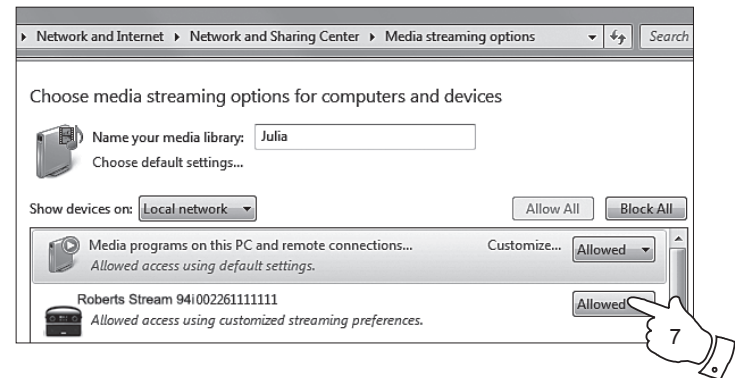 Network and Internet ▸ Network and Sharing Center ▸ Media streaming options Search
Choose media streaming options for computers and devices
Name your media library: Julia
Choose default settings...
Show devices on: Local network Allow All Block All
Media programs on this PC and remote connections... Customize... Allowed
Allowed access using default settings.
Roberts Stream 94i 002261111111 Allowed
Allowed access using customized streaming preferences.
7